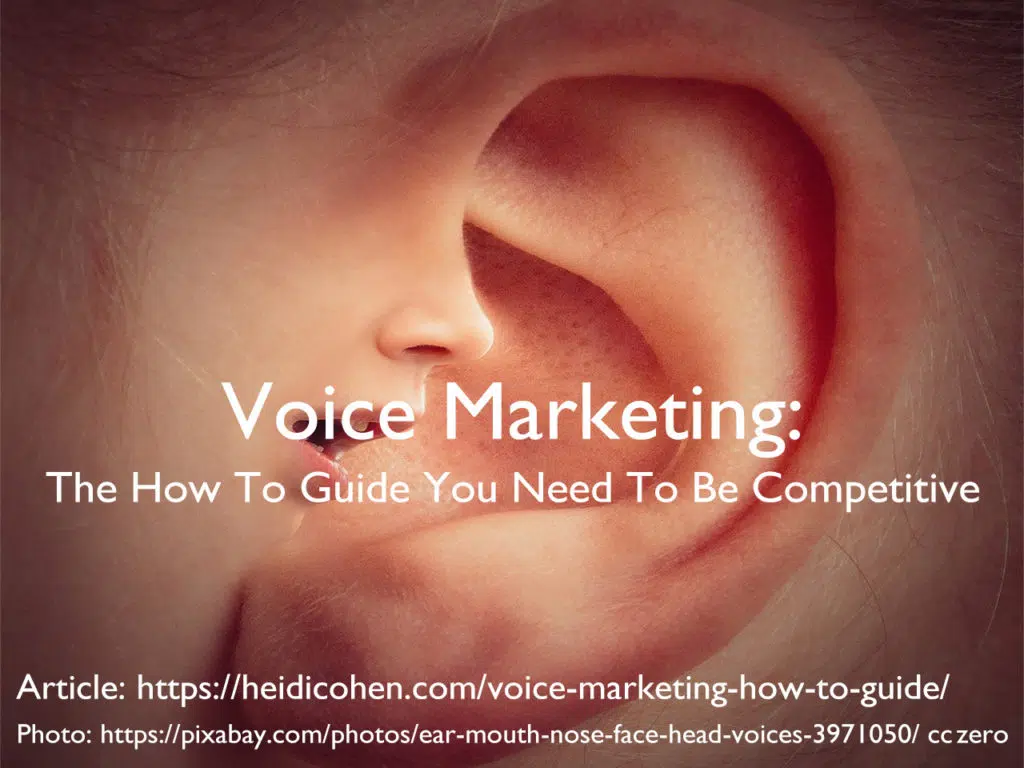 Voice Marketing:
The How To Guide You Need To Be Competitive
Article: https://heidicohen.com/voice-marketing-how-to-guide/
Photo: https://pixabay.com/photos/ear-mouth-nose-face-head-voices-3971050/ cc zero